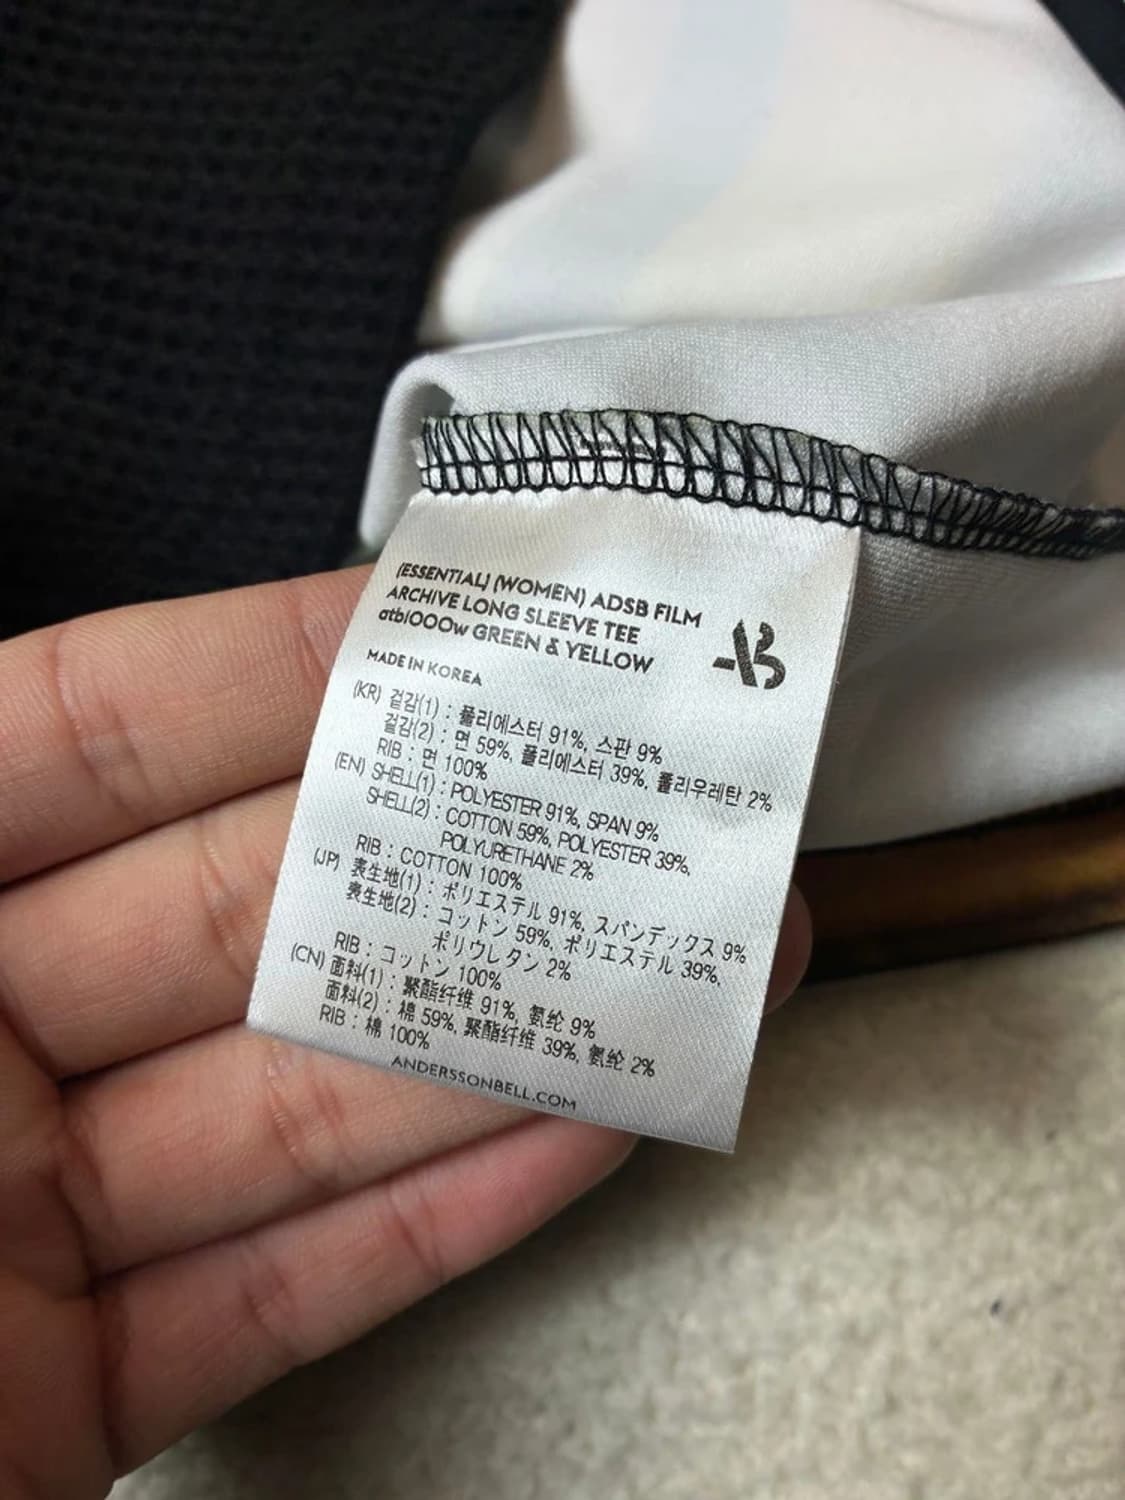 (ESSENTIAL) (WOMEN) ADSB FILM
ARCHIVE LONG SLEEVE TEE
atb1000w GREEN & YELLOW
AB
MADE IN KOREA
(KR) 겉감(1) : 폴리에스터 91%, 스판 9%
겉감(2) : 면 59%, 폴리에스터 39%, 폴리우레탄 2%
RIB : 면 100%
(EN) SHELL(1) : POLYESTER 91%, SPAN 9%
SHELL(2) : COTTON 59%, POLYESTER 39%,
POLYURETHANE 2%
RIB : COTTON 100%
(JP) 表生地(1) : ポリエステル 91%, スパンデックス 9%
表生地(2) : コットン 59%, ポリエステル 39%,
ポリウレタン 2%
RIB : コットン 100%
(CN) 面料(1) : 聚酯纤维 91%, 氨纶 9%
面料(2) : 棉 59%, 聚酯纤维 39%, 氨纶 2%
RIB : 棉 100%
ANDERSSONBELL.COM